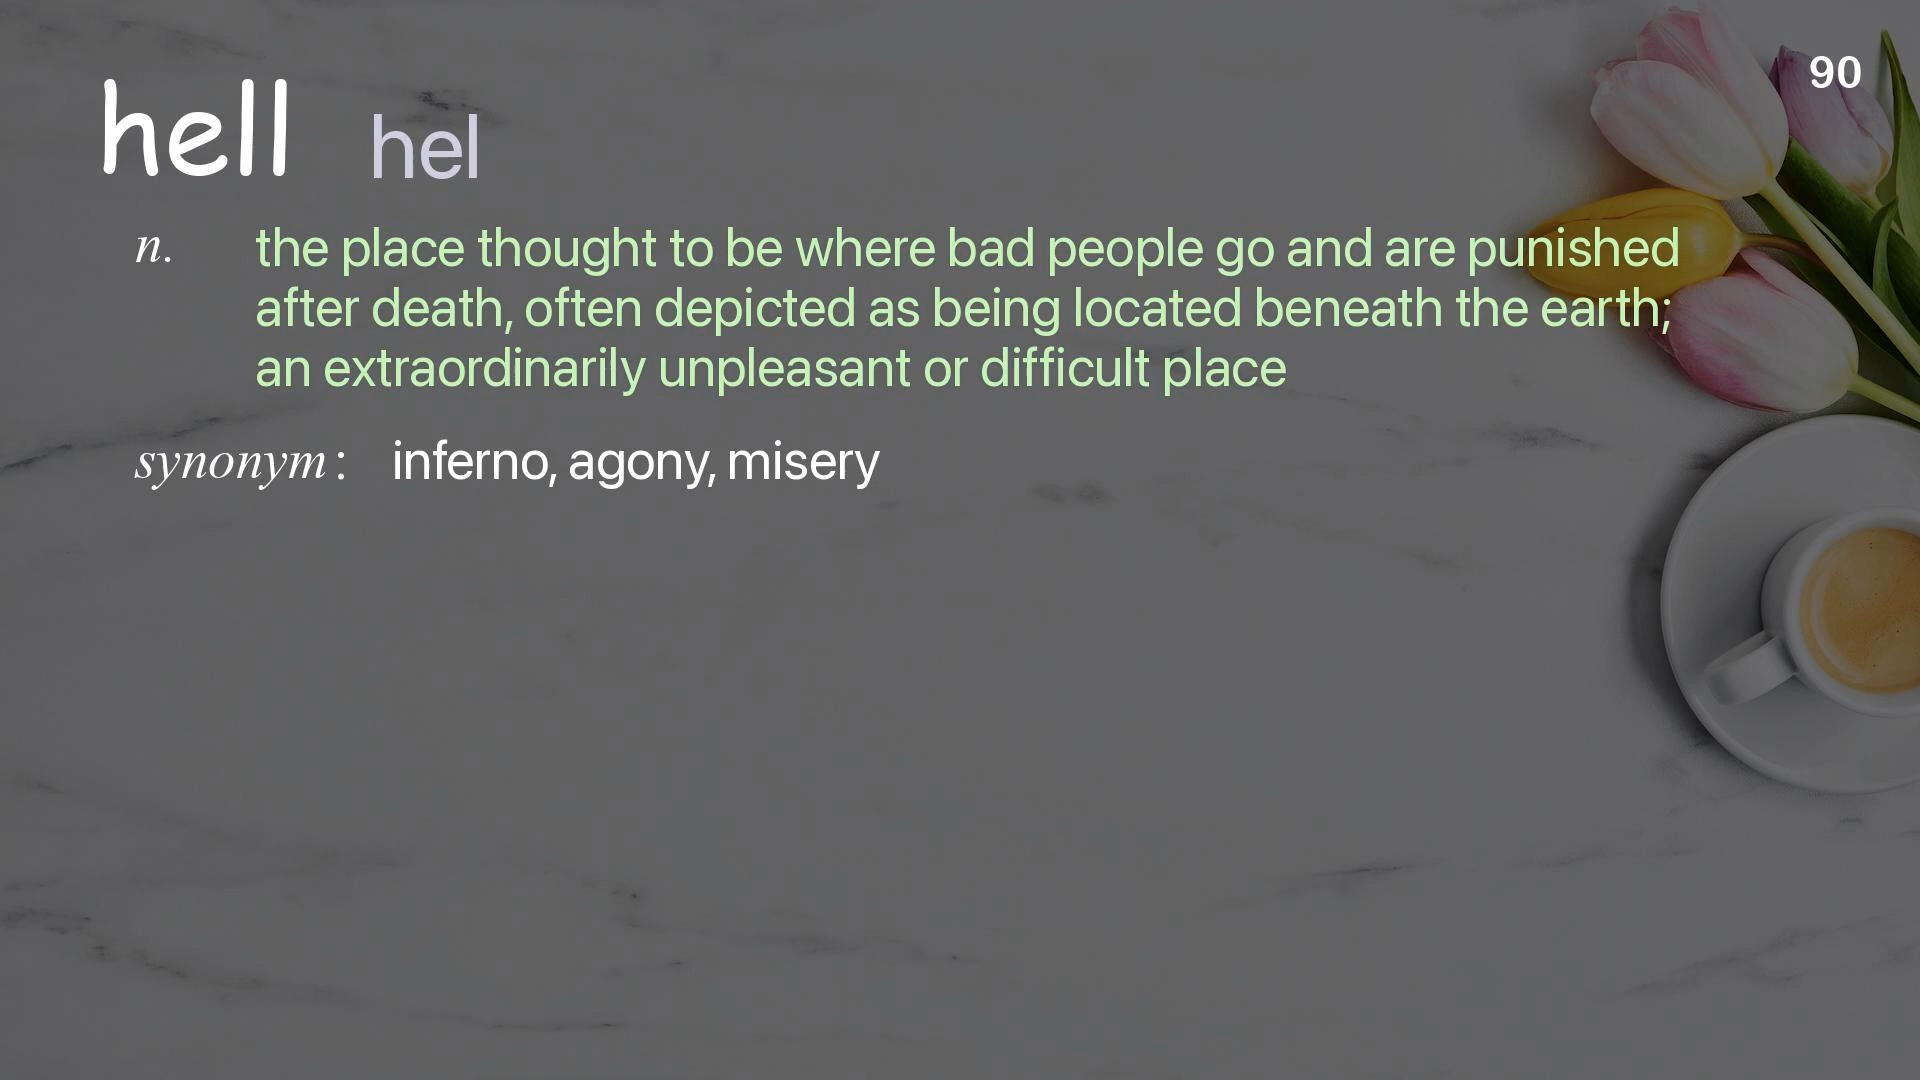 90
hell hel
n. the place thought to be where bad people go and are punished
after death, often depicted as being located beneath the earth;
an extraordinarily unpleasant or difficult place
synonym: inferno, agony, misery